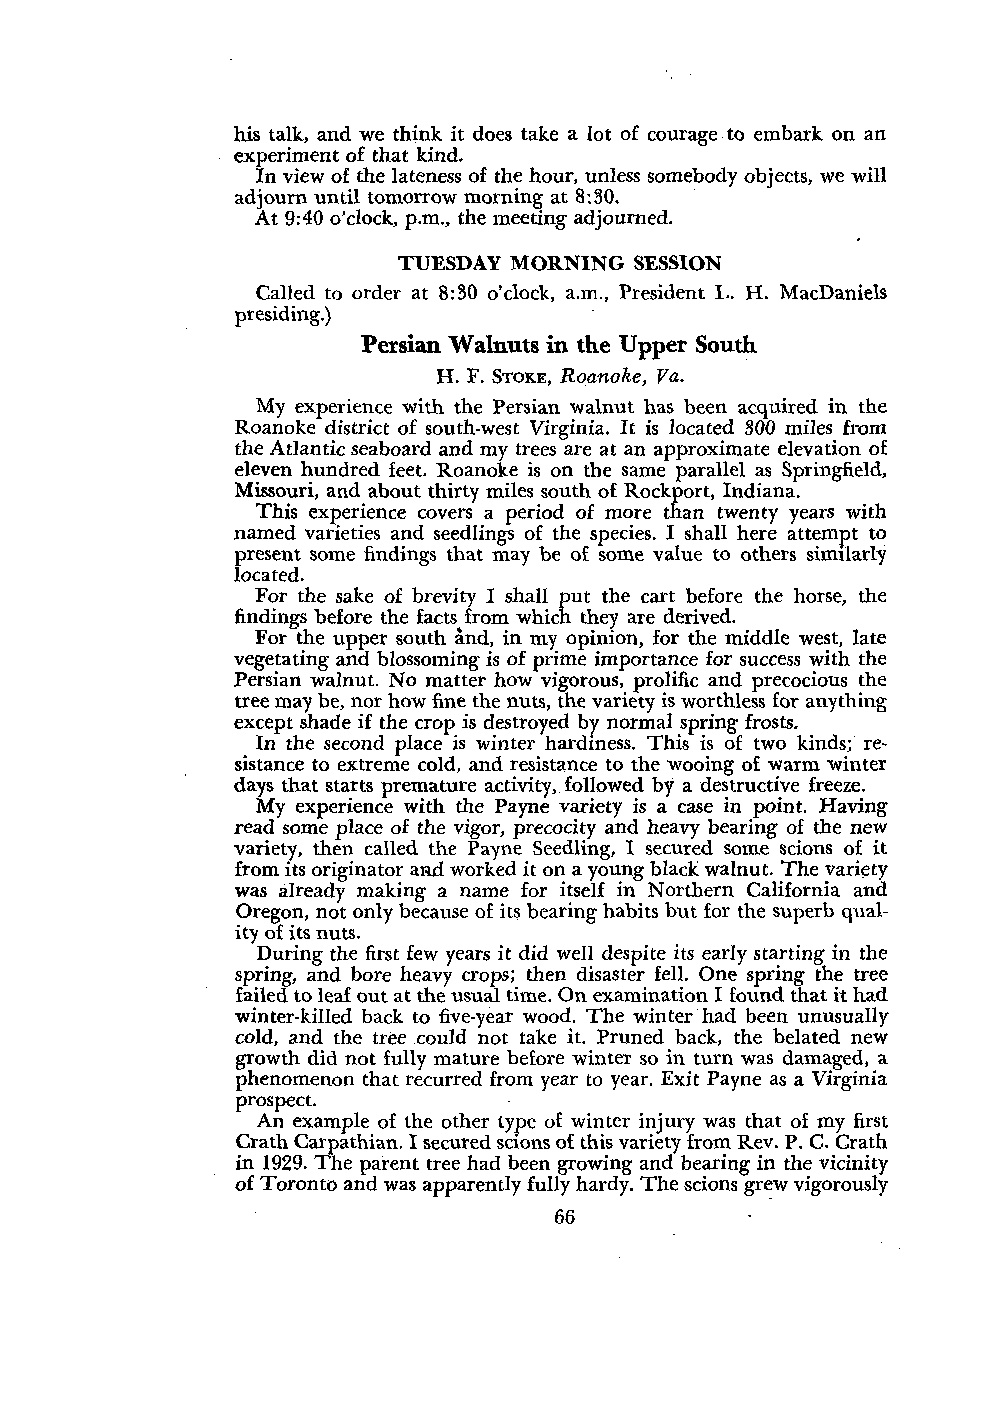 his talk, and we think it does take a lot of courage to embark on an
experiment of that kind.
In view of the lateness of the hour, unless somebody objects, we will
adjourn until tomorrow morning at 8:30.
At 9:40 o'clock, p.m., the meeting adjourned.
TUESDAY MORNING SESSION
Called to order at 8:30 o'clock, a.m., President L. H. MacDaniels
presiding.)
Persian Walnuts in the Upper South
H. F. STOKE, Roanoke, Va.
My experience with the Persian walnut has been acquired in the
Roanoke district of south-west Virginia. It is located 300 miles from
the Atlantic seaboard and my trees are at an approximate elevation of
eleven hundred feet. Roanoke is on the same parallel as Springfield,
Missouri, and about thirty miles south of Rockport, Indiana.
This experience covers a period of more than twenty years with
named varieties and seedlings of the species. I shall here attempt to
present some findings that may be of some value to others similarly
located.
For the sake of brevity I shall put the cart before the horse, the
findings before the facts from which they are derived.
For the upper south and, in my opinion, for the middle west, late
vegetating and blossoming is of prime importance for success with the
Persian walnut. No matter how vigorous, prolific and precocious the
tree may be, nor how fine the nuts, the variety is worthless for anything
except shade if the crop is destroyed by normal spring frosts.
In the second place is winter hardiness. This is of two kinds; re-
sistance to extreme cold, and resistance to the wooing of warm winter
days that starts premature activity, followed by a destructive freeze.
My experience with the Payne variety is a case in point. Having
read some place of the vigor, precocity and heavy bearing of the new
variety, then called the Payne Seedling, I secured some scions of it
from its originator and worked it on a young black walnut. The variety
was already making a name for itself in Northern California and
Oregon, not only because of its bearing habits but for the superb qual-
ity of its nuts.
During the first few years it did well despite its early starting in the
spring, and bore heavy crops; then disaster fell. One spring the tree
failed to leaf out at the usual time. On examination I found that it had
winter-killed back to five-year wood. The winter had been unusually
cold, and the tree could not take it. Pruned back, the belated new
growth did not fully mature before winter so in turn was damaged, a
phenomenon that recurred from year to year. Exit Payne as a Virginia
prospect.
An example of the other type of winter injury was that of my first
Crath Carpathian. I secured scions of this variety from Rev. P. C. Crath
in 1929. The parent tree had been growing and bearing in the vicinity
of Toronto and was apparently fully hardy. The scions grew vigorously
66